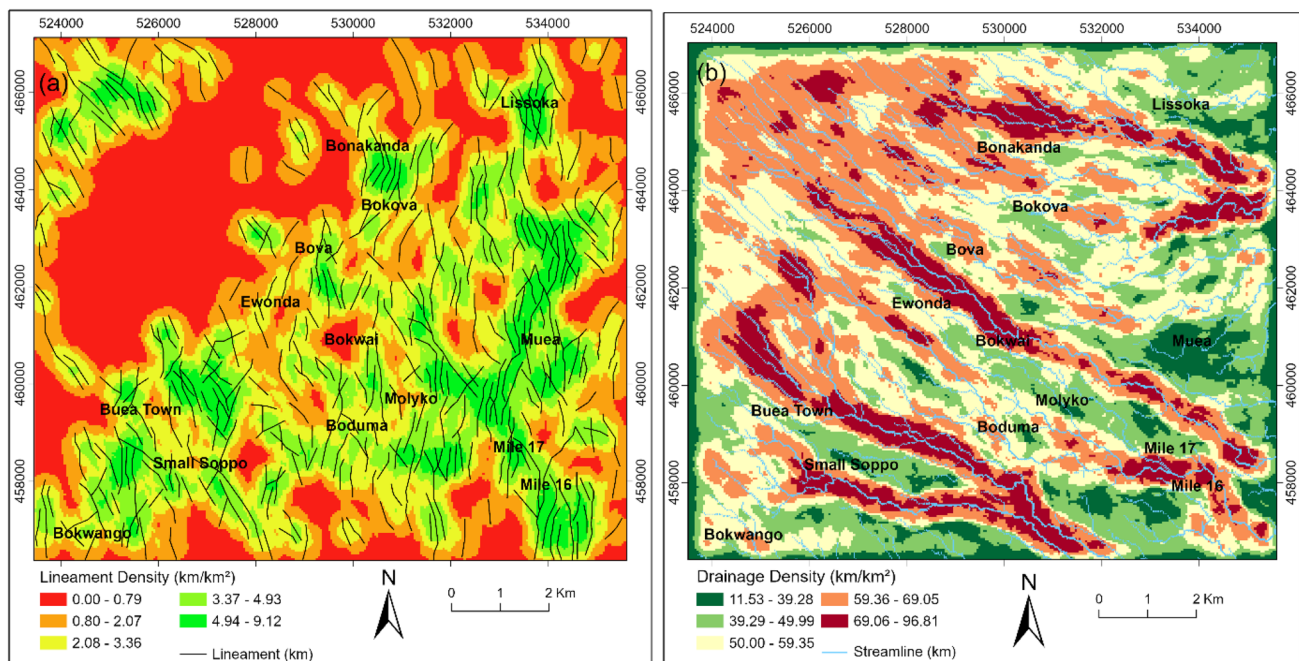 524000 526000 528000 530000 532000 534000
(a)
466000
464000
462000
460000
458000
Lissoka
Bonakanda
Bokova
Bova
Ewonda
Bokwai
Muea
Molyko
Buea Town
Boduma
Mile 17
Small Soppo
Mile 16
Bokwango
Lineament Density (km/km²)
0.00 - 0.79
0.80 - 2.07
2.08 - 3.36
3.37 - 4.93
4.94 - 9.12
Lineament (km)
N
0 1 2 Km
524000 526000 528000 530000 532000 534000
(b)
466000
464000
462000
460000
458000
Lissoka
Bonakanda
Bokova
Bova
Ewonda
Bokwai
Muea
Molyko
Buea Town
Boduma
Mile 17
Small Soppo
Mile 16
Bokwango
Drainage Density (km/km²)
11.53 - 39.28
39.29 - 49.99
50.00 - 59.35
59.36 - 69.05
69.06 - 96.81
Streamline (km)
N
0 1 2 Km